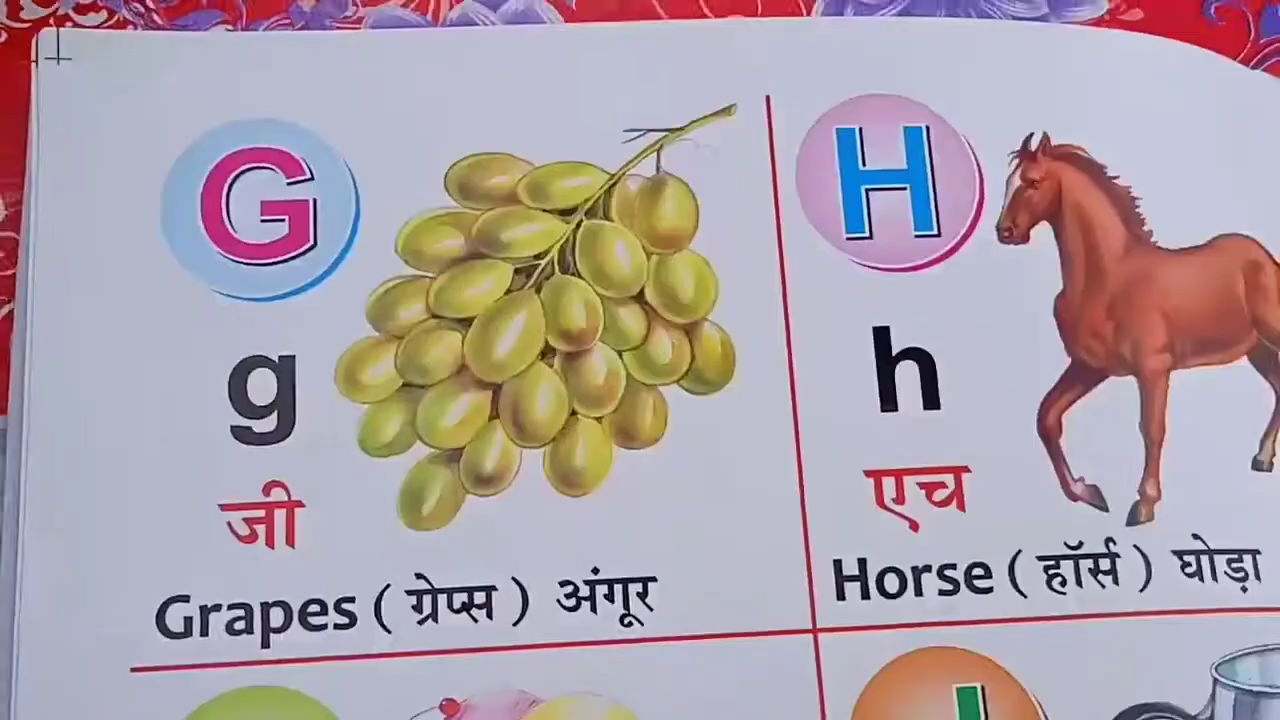 G
g
जी
Grapes ( ग्रेप्स ) अंगूर
H
h
एच
Horse ( हॉर्स ) घोड़ा